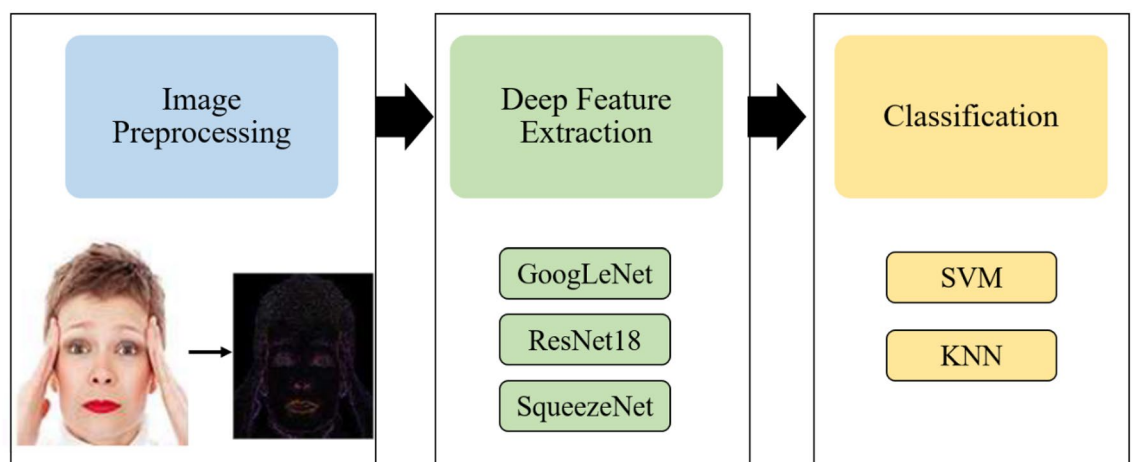 Image
Preprocessing
Deep Feature
Extraction
Classification
GoogLeNet
ResNet18
SqueezeNet
SVM
KNN